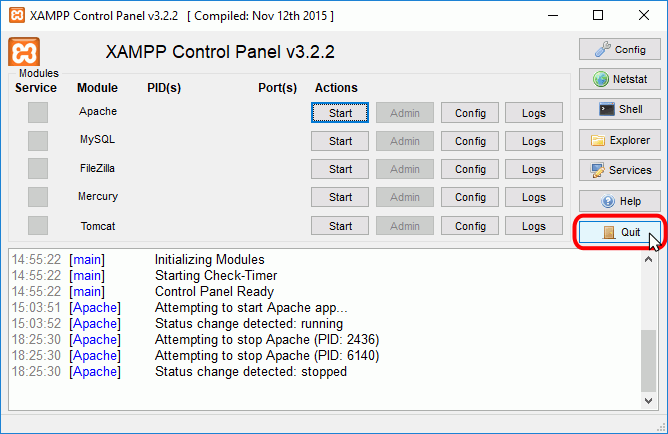 XAMPP Control Panel v3.2.2 [ Compiled: Nov 12th 2015 ]
XAMPP Control Panel v3.2.2
Config
Modules
Service Module PID(s) Port(s) Actions
Netstat
Apache Start Admin Config Logs
Shell
MySQL Start Admin Config Logs
Explorer
FileZilla Start Admin Config Logs
Services
Mercury Start Admin Config Logs
Help
Tomcat Start Admin Config Logs
Quit
14:55:22 [main] Initializing Modules
14:55:22 [main] Starting Check-Timer
14:55:22 [main] Control Panel Ready
15:03:51 [Apache] Attempting to start Apache app...
15:03:52 [Apache] Status change detected: running
18:25:30 [Apache] Attempting to stop Apache (PID: 2436)
18:25:30 [Apache] Attempting to stop Apache (PID: 6140)
18:25:30 [Apache] Status change detected: stopped